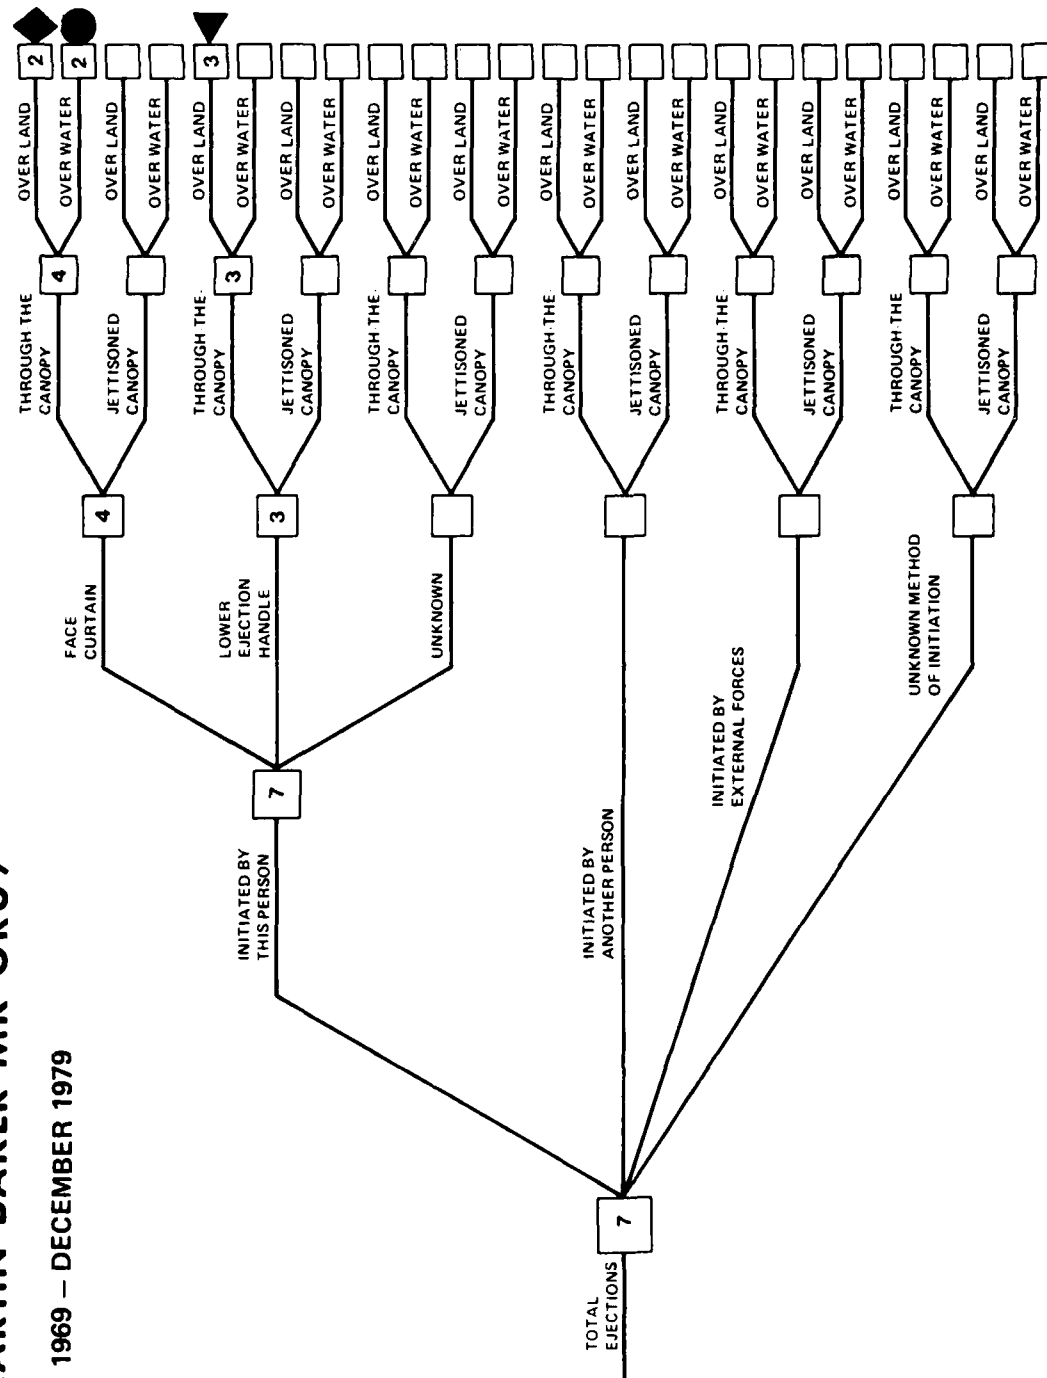 1969 – DECEMBER 1979
TOTAL
EJECTIONS
7
INITIATED BY
THIS PERSON
7
INITIATED BY
ANOTHER PERSON
INITIATED BY
EXTERNAL FORCES
UNKNOWN METHOD
OF INITIATION
FACE
CURTAIN
4
LOWER
EJECTION
HANDLE
3
UNKNOWN
THROUGH THE
CANOPY
4
JETTISONED
CANOPY
THROUGH THE
CANOPY
3
JETTISONED
CANOPY
THROUGH THE
CANOPY
JETTISONED
CANOPY
THROUGH THE
CANOPY
JETTISONED
CANOPY
THROUGH THE
CANOPY
JETTISONED
CANOPY
THROUGH THE
CANOPY
JETTISONED
CANOPY
OVER LAND
2
OVER WATER
2
OVER LAND
OVER WATER
OVER LAND
3
OVER WATER
OVER LAND
OVER WATER
OVER LAND
OVER WATER
OVER LAND
OVER WATER
OVER LAND
OVER WATER
OVER LAND
OVER WATER
OVER LAND
OVER WATER
OVER LAND
OVER WATER
OVER LAND
OVER WATER
OVER LAND
OVER WATER